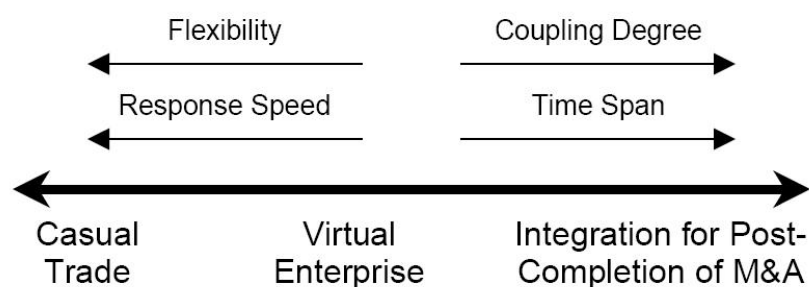 Flexibility
Coupling Degree
Response Speed
Time Span
Casual
Trade
Virtual
Enterprise
Integration for Post-
Completion of M&A